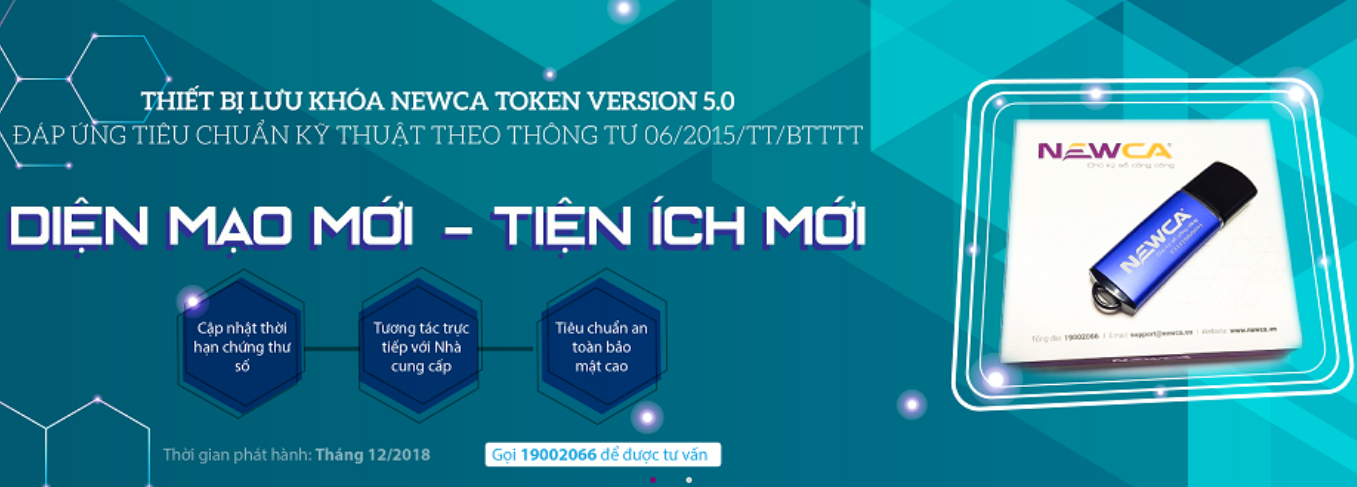 THIẾT BỊ LƯU KHÓA NEWCA TOKEN VERSION 5.0
ĐÁP ỨNG TIÊU CHUẨN KỸ THUẬT THEO THÔNG TƯ 06/2015/TT/BTTTT
DIỆN MẠO MỚI – TIỆN ÍCH MỚI
Cập nhật thời
hạn chứng thư
số
Tương tác trực
tiếp với Nhà
cung cấp
Tiêu chuẩn an
toàn bảo
mật cao
Thời gian phát hành: Tháng 12/2018
Gọi 19002066 để được tư vấn
NEWCA
Chữ ký số công cộng
NEWCA
Tổng đài: 19002066 | Email: support@newca.vn | Website: www.newca.vn
NEWCA